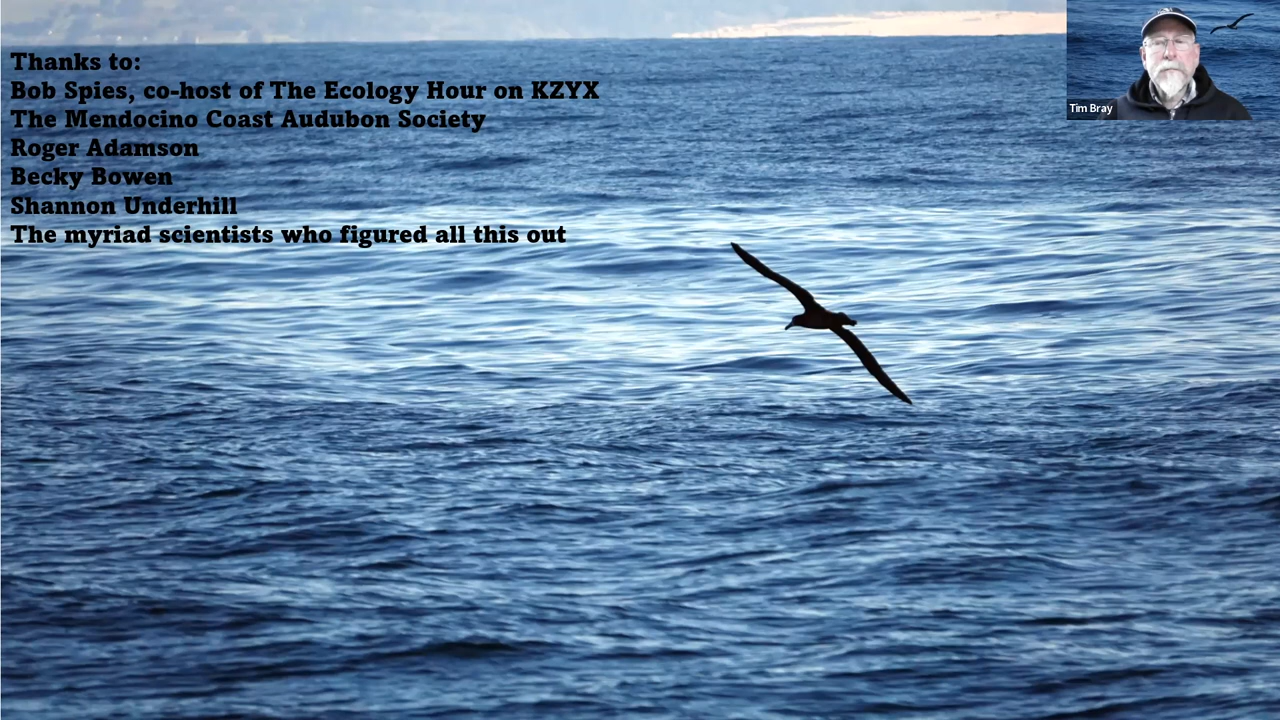 Thanks to:
Bob Spies, co-host of The Ecology Hour on KZYX
The Mendocino Coast Audubon Society
Roger Adamson
Becky Bowen
Shannon Underhill
The myriad scientists who figured all this out
Tim Bray